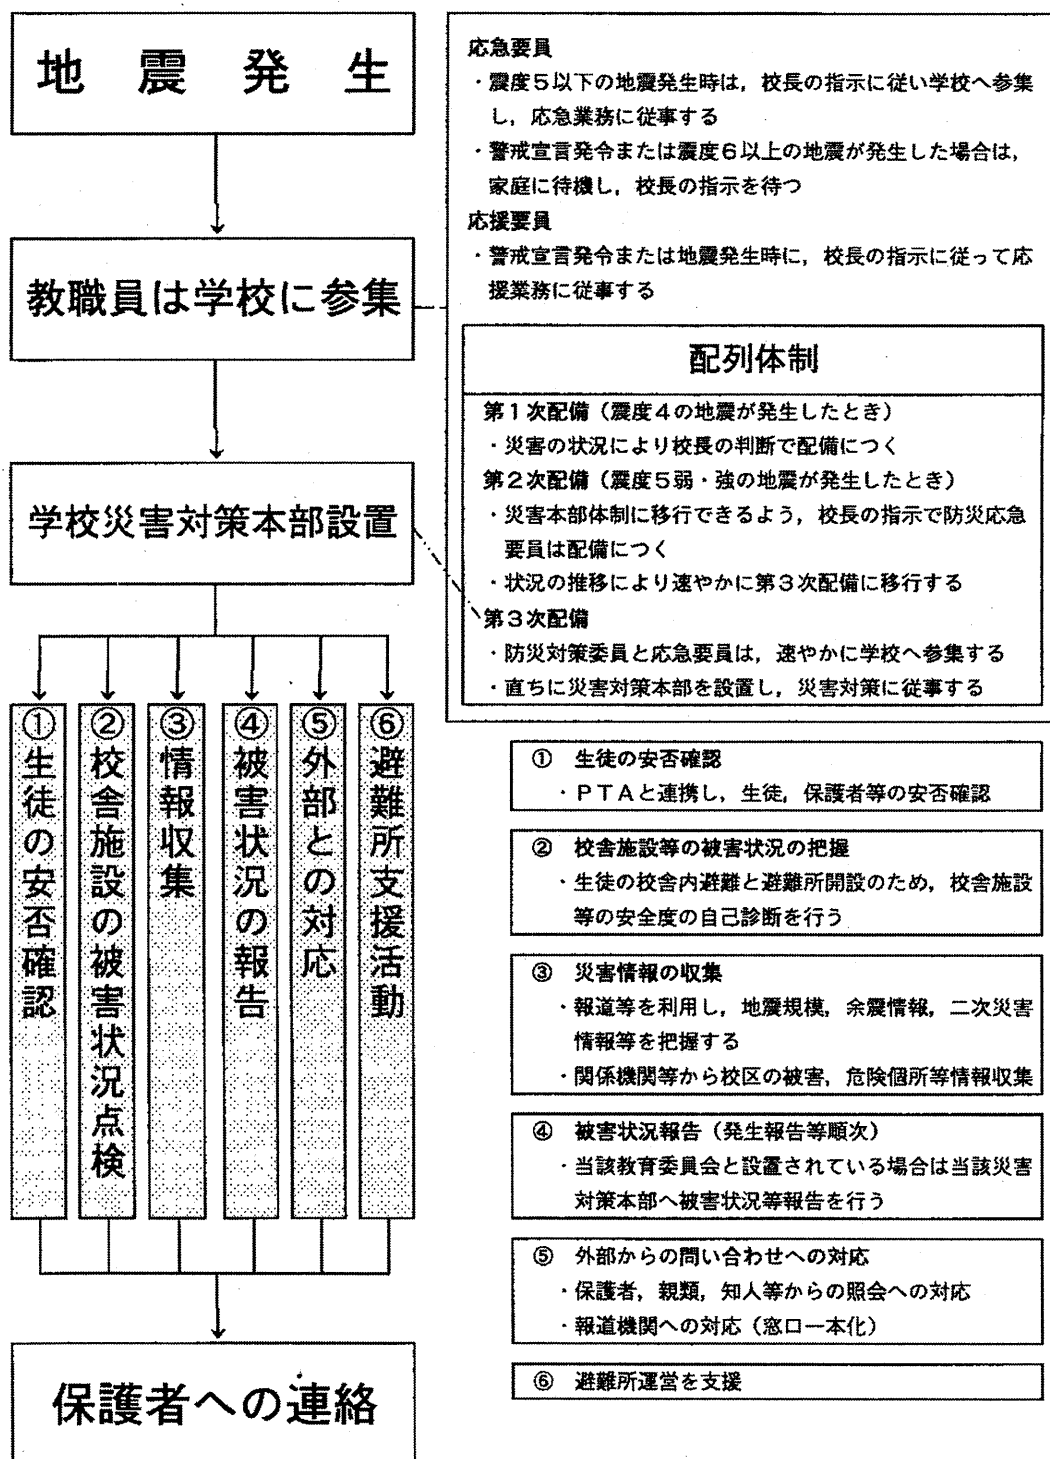 地震発生
教職員は学校に参集
学校災害対策本部設置
①生徒の安否確認
②校舎施設の被害状況点検
③情報収集
④被害状況の報告
⑤外部との対応
⑥避難所支援活動
保護者への連絡
応急要員
・震度5以下の地震発生時は，校長の指示に従い学校へ参集
し，応急業務に従事する
・警戒宣言発令または震度6以上の地震が発生した場合は，
家庭に待機し，校長の指示を待つ
応援要員
・警戒宣言発令または地震発生時に，校長の指示に従って応
援業務に従事する
配列体制
第1次配備（震度4の地震が発生したとき）
・災害の状況により校長の判断で配備につく
第2次配備（震度5弱・強の地震が発生したとき）
・災害本部体制に移行できるよう，校長の指示で防災応急
要員は配備につく
・状況の推移により速やかに第3次配備に移行する
第3次配備
・防災対策委員と応急要員は，速やかに学校へ参集する
・直ちに災害対策本部を設置し，災害対策に従事する
① 生徒の安否確認
・PTAと連携し，生徒，保護者等の安否確認
② 校舎施設等の被害状況の把握
・生徒の校舎内避難と避難所開設のため，校舎施設
等の安全度の自己診断を行う
③ 災害情報の収集
・報道等を利用し，地震規模，余震情報，二次災害
情報等を把握する
・関係機関等から校区の被害，危険個所等情報収集
④ 被害状況報告（発生報告等順次）
・当該教育委員会と設置されている場合は当該災害
対策本部へ被害状況等報告を行う
⑤ 外部からの問い合わせへの対応
・保護者，親類，知人等からの照会への対応
・報道機関への対応（窓口一本化）
⑥ 避難所運営を支援